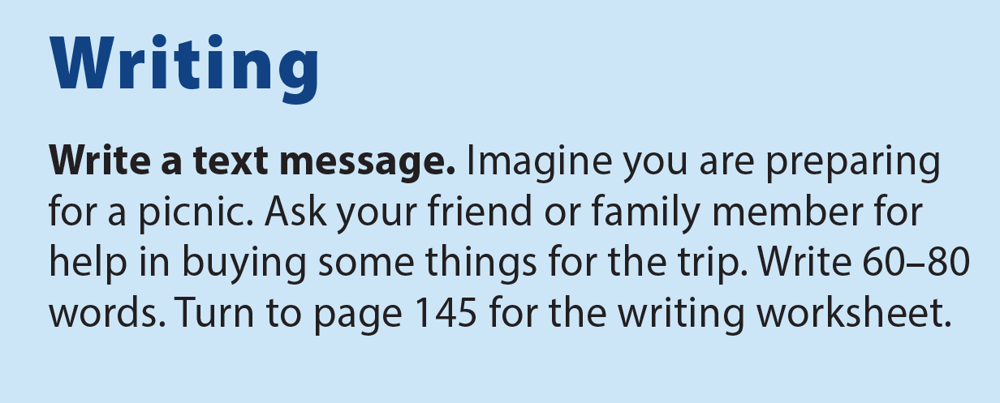 Writing
Write a text message. Imagine you are preparing
for a picnic. Ask your friend or family member for
help in buying some things for the trip. Write 60–80
words. Turn to page 145 for the writing worksheet.